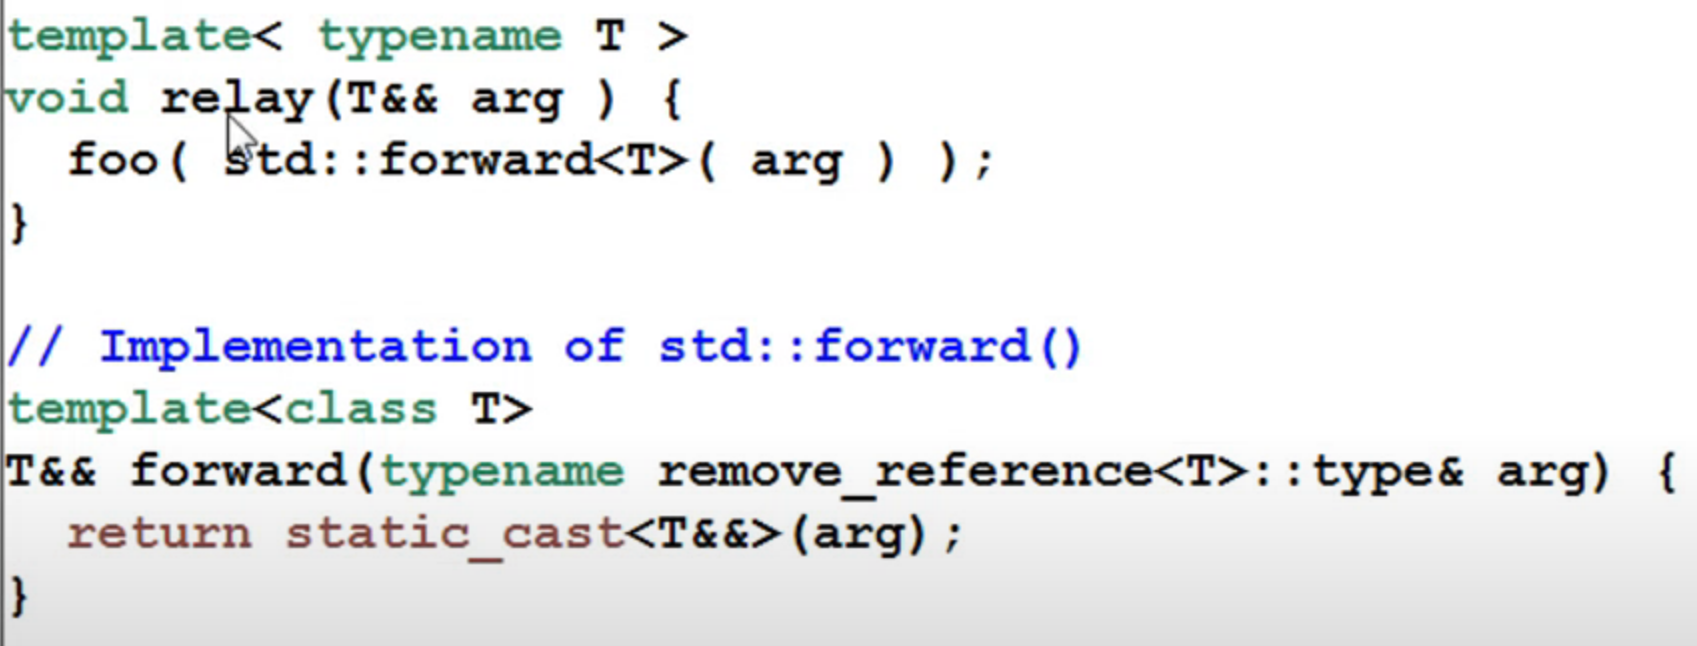 template< typename T >
void relay(T&& arg ) {
  foo( std::forward<T>( arg ) );
}
// Implementation of std::forward()
template<class T>
T&& forward(typename remove_reference<T>::type& arg) {
  return static_cast<T&&>(arg);
}